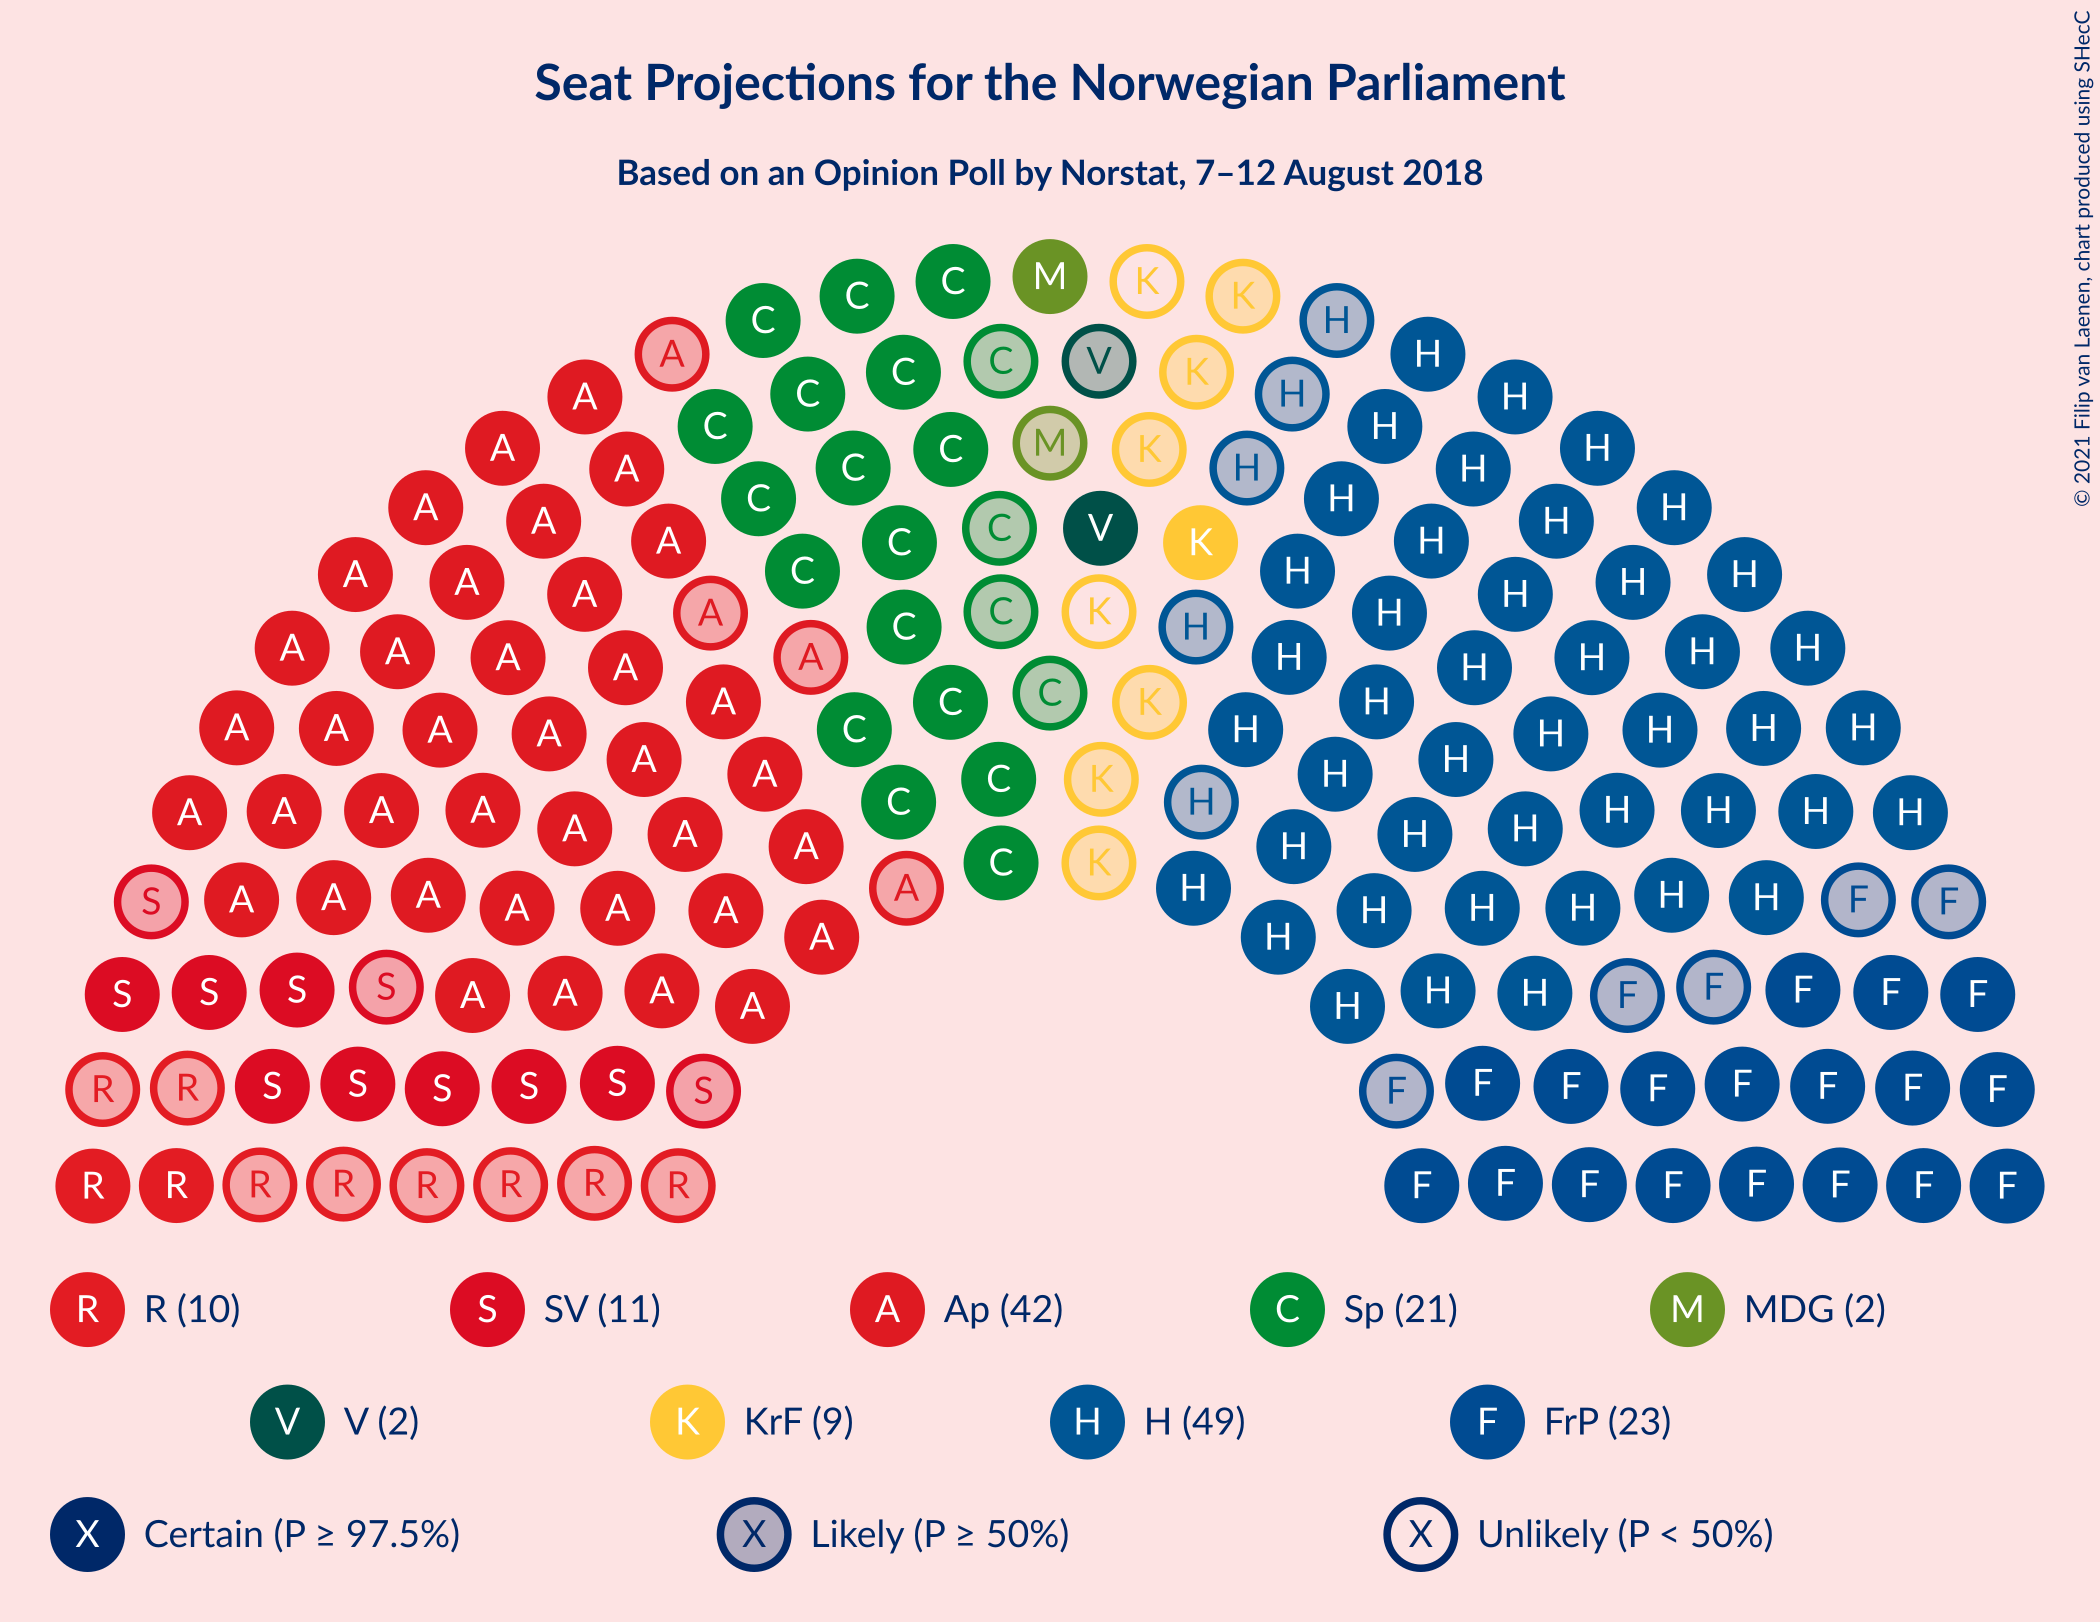 Seat Projections for the Norwegian Parliament
Based on an Opinion Poll by Norstat, 7–12 August 2018
© 2021 Filip van Laenen, chart produced using SHecC
C C C M K K H
A C C C C V K H H
A A C C C M K H H H
A A C C C V K H H H
A A A A C C K H H H H
A A A A A C C K H H H H H
A A A A A A C C K H H H H H H
A A A A A A A C K H H H H H H H
S A A A A A A A A H H H H H H F F
S S S S A A A A H H H F F F F F
R R S S S S S S F F F F F F F F
R R R R R R R R F F F F F F F F
R R (10) S SV (11) A Ap (42) C Sp (21) M MDG (2)
V V (2) K KrF (9) H H (49) F FrP (23)
X Certain (P ≥ 97.5%) X Likely (P ≥ 50%) X Unlikely (P < 50%)